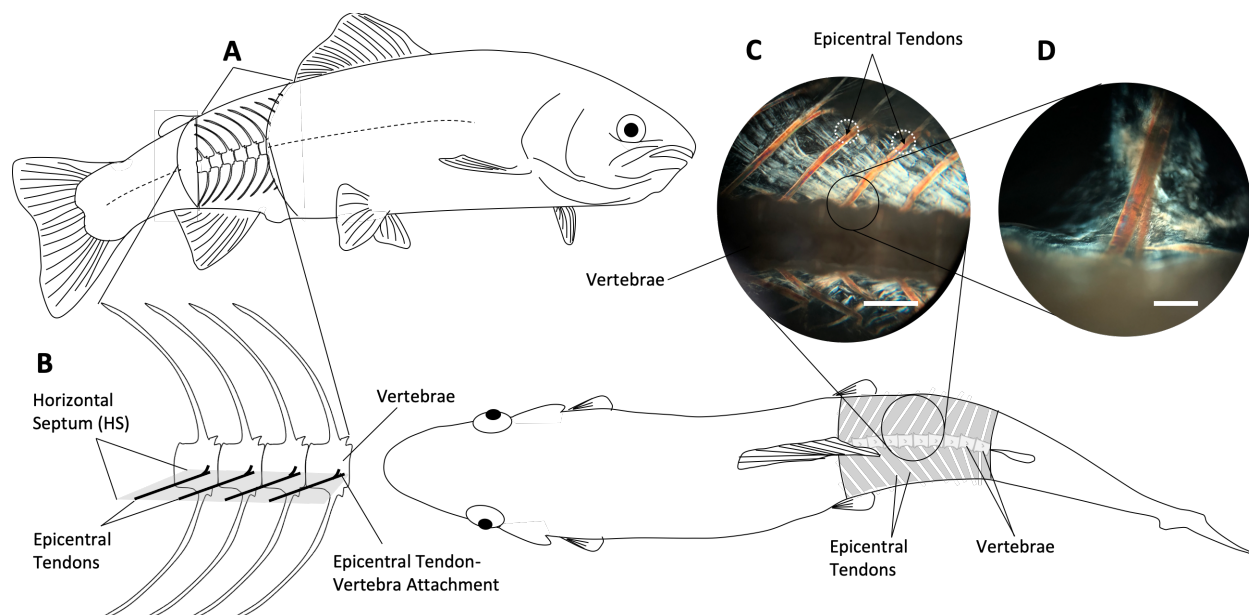 A
C
Epicentral Tendons
D
Vertebrae
B
Horizontal
Septum (HS)
Vertebrae
Epicentral
Tendons
Epicentral Tendon-
Vertebra Attachment
Epicentral
Tendons
Vertebrae